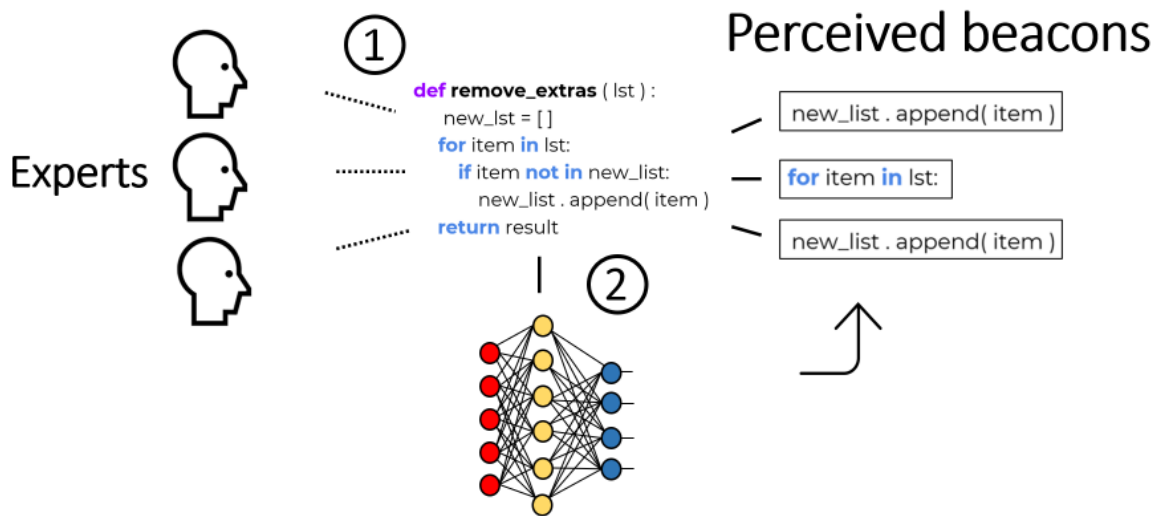 Experts
1
def remove_extras ( lst ) :
new_lst = [ ]
for item in lst:
if item not in new_list:
new_list . append( item )
return result
2
Perceived beacons
new_list . append( item )
for item in lst:
new_list . append( item )